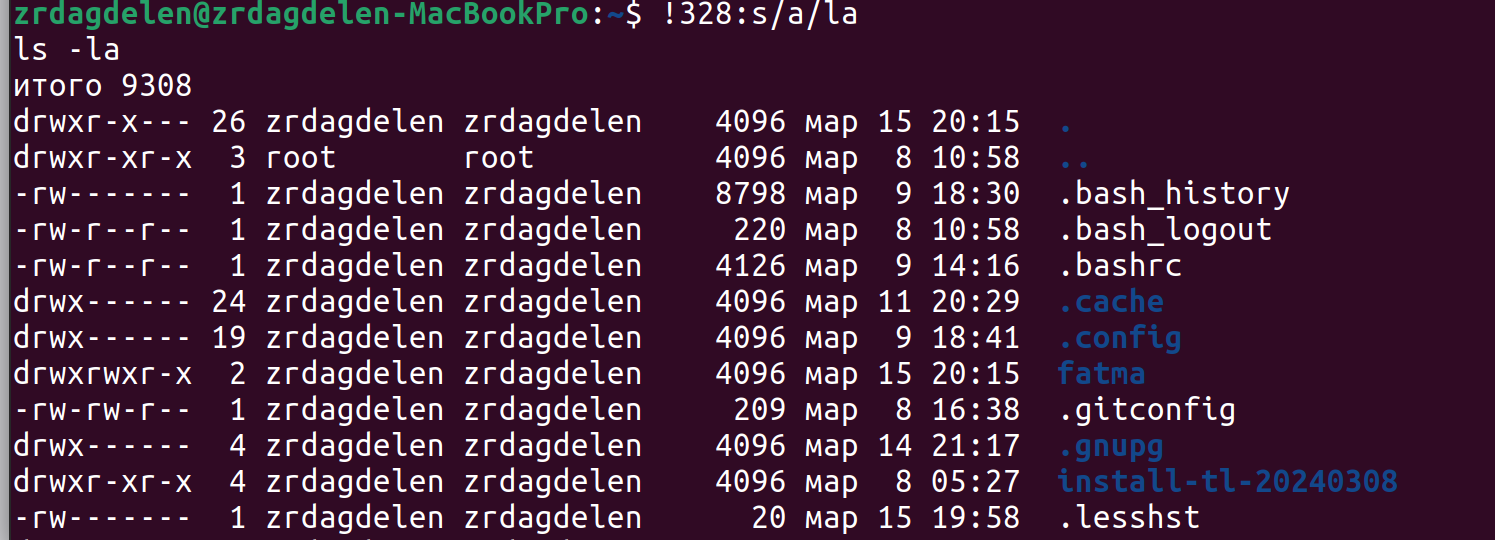 zrdagdelen@zrdagdelen-MacBookPro:~$ !328:s/a/la
ls -la
итого 9308
drwxr-x--- 26 zrdagdelen zrdagdelen    4096 мар 15 20:15  .
drwxr-xr-x  3 root       root          4096 мар  8 10:58  ..
-rw-------  1 zrdagdelen zrdagdelen    8798 мар  9 18:30  .bash_history
-rw-r--r--  1 zrdagdelen zrdagdelen     220 мар  8 10:58  .bash_logout
-rw-r--r--  1 zrdagdelen zrdagdelen    4126 мар  9 14:16  .bashrc
drwx------ 24 zrdagdelen zrdagdelen    4096 мар 11 20:29  .cache
drwx------ 19 zrdagdelen zrdagdelen    4096 мар  9 18:41  .config
drwxrwxr-x  2 zrdagdelen zrdagdelen    4096 мар 15 20:15  fatma
-rw-rw-r--  1 zrdagdelen zrdagdelen     209 мар  8 16:38  .gitconfig
drwx------  4 zrdagdelen zrdagdelen    4096 мар 14 21:17  .gnupg
drwxr-xr-x  4 zrdagdelen zrdagdelen    4096 мар  8 05:27  install-tl-20240308
-rw-------  1 zrdagdelen zrdagdelen      20 мар 15 19:58  .lesshst